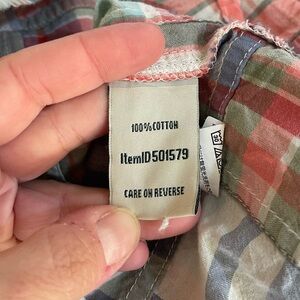 100% COTTON
ItemID 501579
CARE ON REVERSE